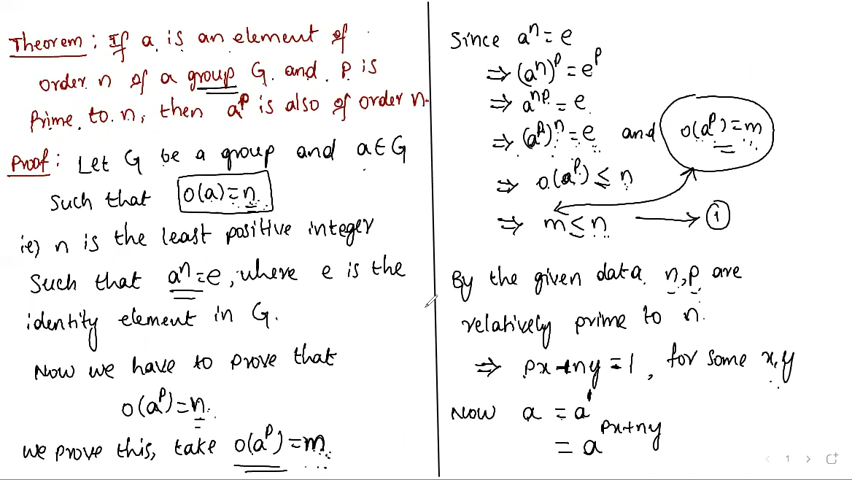 Theorem: If a is an element of
order n of a group G. and P is
Prime to n, then a^p is also of order n.
Proof: Let G be a group and a∈G
Such that o(a)=n
ie) n is the least positive integer
Such that a^n=e, where e is the
identity element in G.
Now we have to prove that
o(a^p)=n.
we prove this, take o(a^p)=m
Since a^n=e
⇒(a^n)^p=e^p
⇒a^np=e
⇒(a^p)^n=e and o(a^p)=m
⇒ o(a^p)≤n
⇒ m≤n ⟶ ①
By the given data n,p are
relatively prime to n.
⇒ px+ny=1, for some x,y
Now a = a^1
= a^px+ny
1